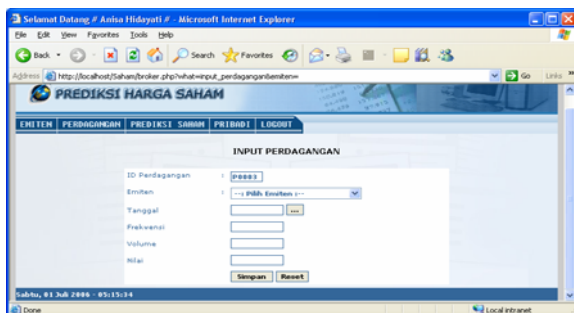 Selamat Datang # Anisa Hidayati # - Microsoft Internet Explorer
File Edit View Favorites Tools Help
Back Search Favorites
Address http://localhost/Saham/broker.php?what=input_perdagangan&emiten= Go Links »
PREDIKSI HARGA SAHAM
EMITEN PERDAGANGAN PREDIKSI SAHAM PRIBADI LOGOUT
INPUT PERDAGANGAN
ID Perdagangan : P0003
Emiten : --: Pilih Emiten :--
Tanggal ...
Frekwensi
Volume
Nilai
Simpan Reset
Sabtu, 01 Juli 2006 - 05:15:34
Done Local intranet